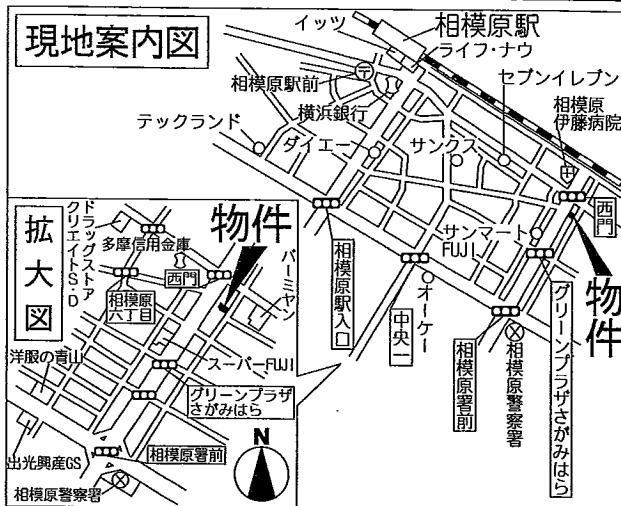 現地案内図
イッツ
相模原駅
ライフ・ナウ
相模原駅前
横浜銀行
セブンイレブン
相模原
伊藤病院
テックランド
ダイエー
サンクス
西門
サンマート
FUJI
物件
相模原駅入口
中央一
オーケー
相模原署前
相模原警察署
グリーンプラザさがみはら
拡大図
ドラッグストア
クリエイトS・D
多摩信用金庫
物件
西門
バーミヤン
相模原
六丁目
洋服の青山
スーパーFUJI
グリーンプラザ
さがみはら
出光興産GS
相模原署前
相模原警察署
N